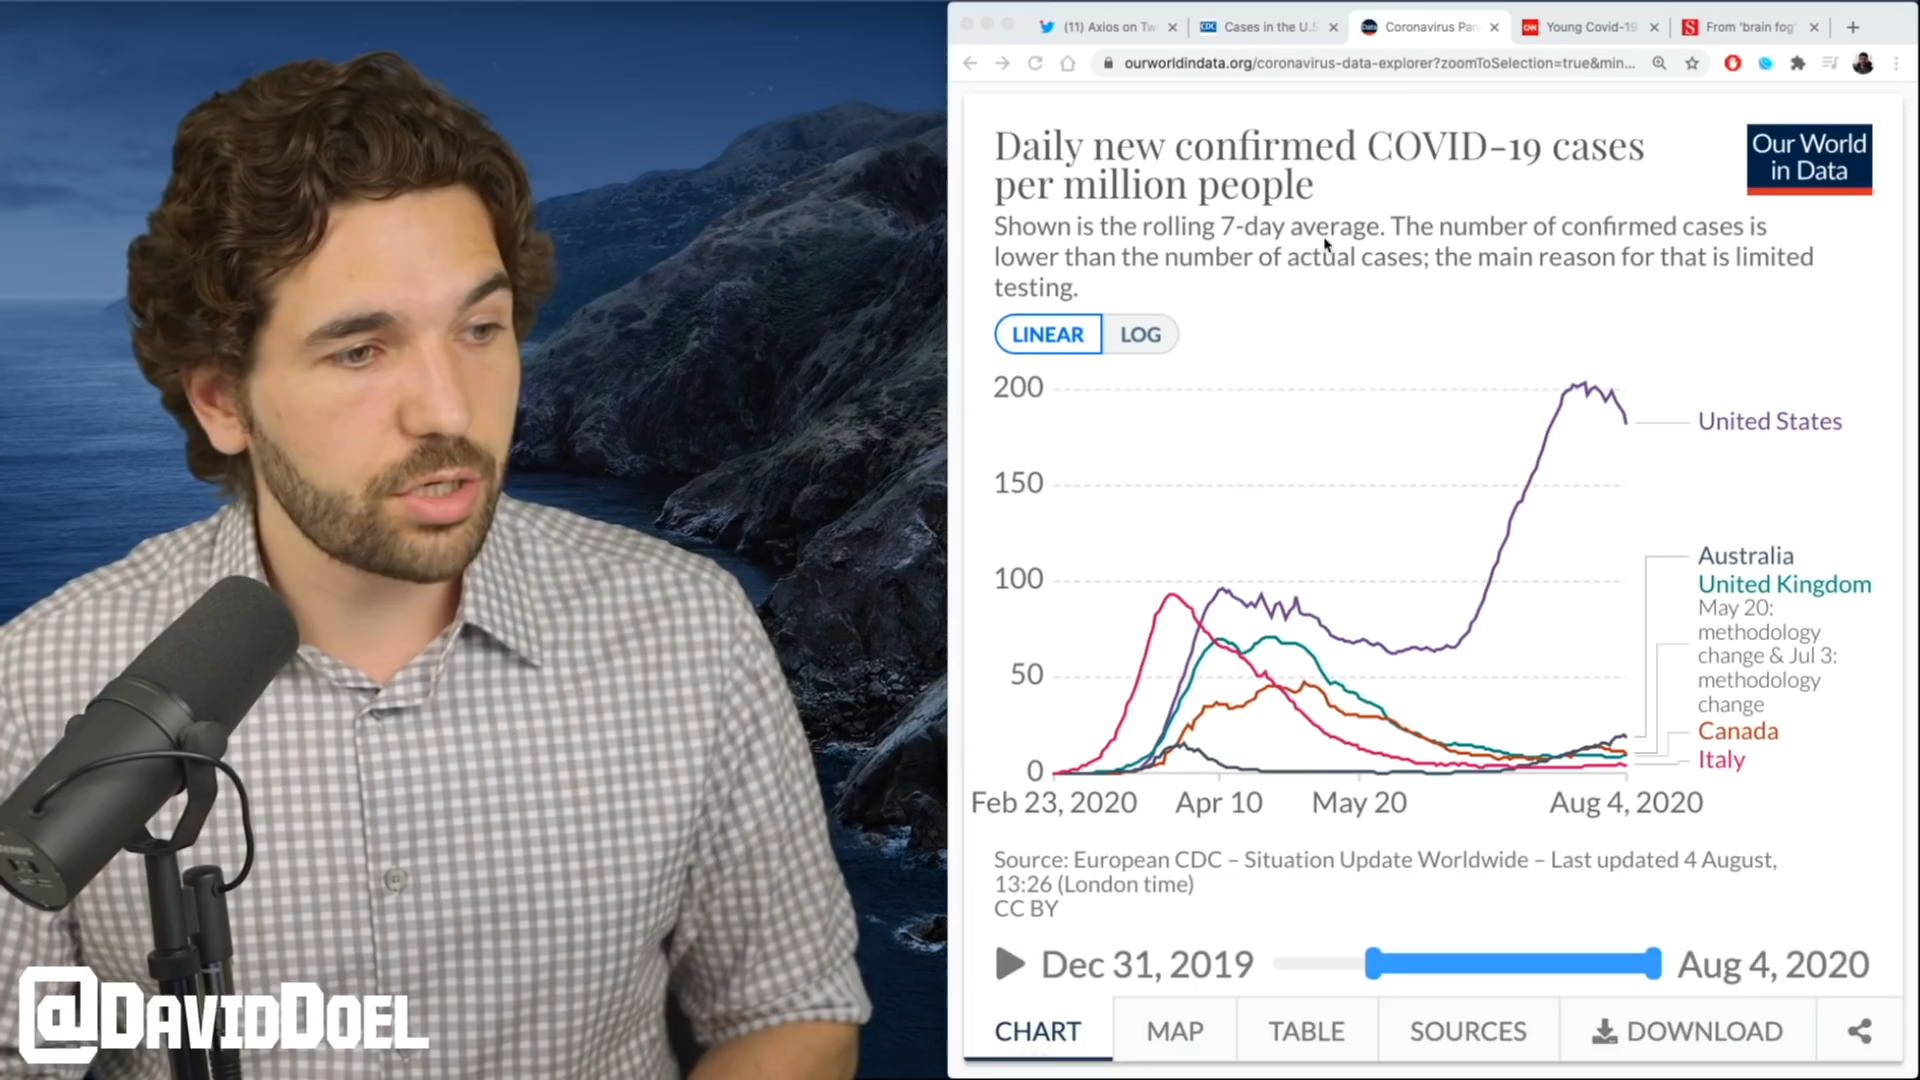 (11) Axios on Tw
CDC Cases in the U.S
Coronavirus Pan
CNN Young Covid-19
S From 'brain fog'
ourworldindata.org/coronavirus-data-explorer?zoomToSelection=true&min...
Daily new confirmed COVID-19 cases
per million people
Our World
in Data
Shown is the rolling 7-day average. The number of confirmed cases is
lower than the number of actual cases; the main reason for that is limited
testing.
LINEAR LOG
200
150
100
50
0
United States
Australia
United Kingdom
May 20:
methodology
change & Jul 3:
methodology
change
Canada
Italy
Feb 23, 2020 Apr 10 May 20 Aug 4, 2020
Source: European CDC – Situation Update Worldwide – Last updated 4 August,
13:26 (London time)
CC BY
Dec 31, 2019 Aug 4, 2020
CHART MAP TABLE SOURCES DOWNLOAD
@DAVIDDOEL